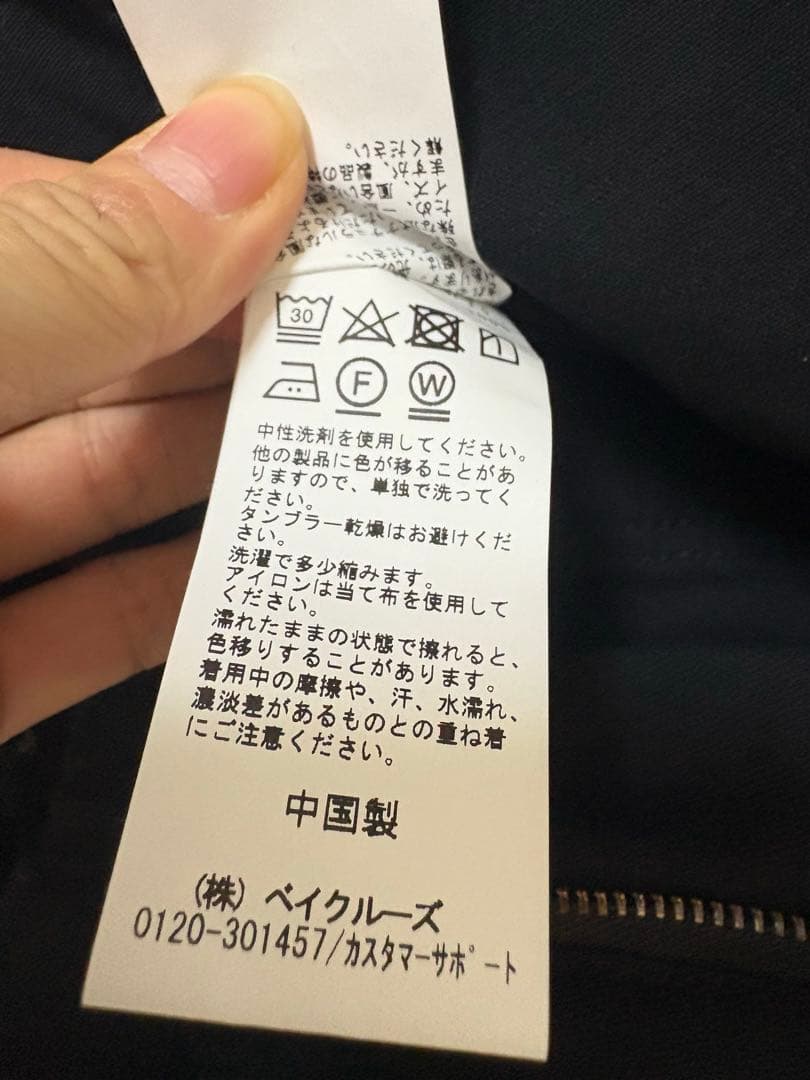 解ください。
30
F
W
中性洗剤を使用してください。
他の製品に色が移ることがあ
りますので、単独で洗ってく
ださい。
タンブラー乾燥はお避けくだ
さい。
洗濯で多少縮みます。
アイロンは当て布を使用して
ください。
濡れたままの状態で擦れると、
色移りすることがあります。
着用中の摩擦や、汗、水濡れ、
濃淡差があるものとの重ね着
にご注意ください。
中国製
(株) ベイクルーズ
0120-301457/カスタマーサポート